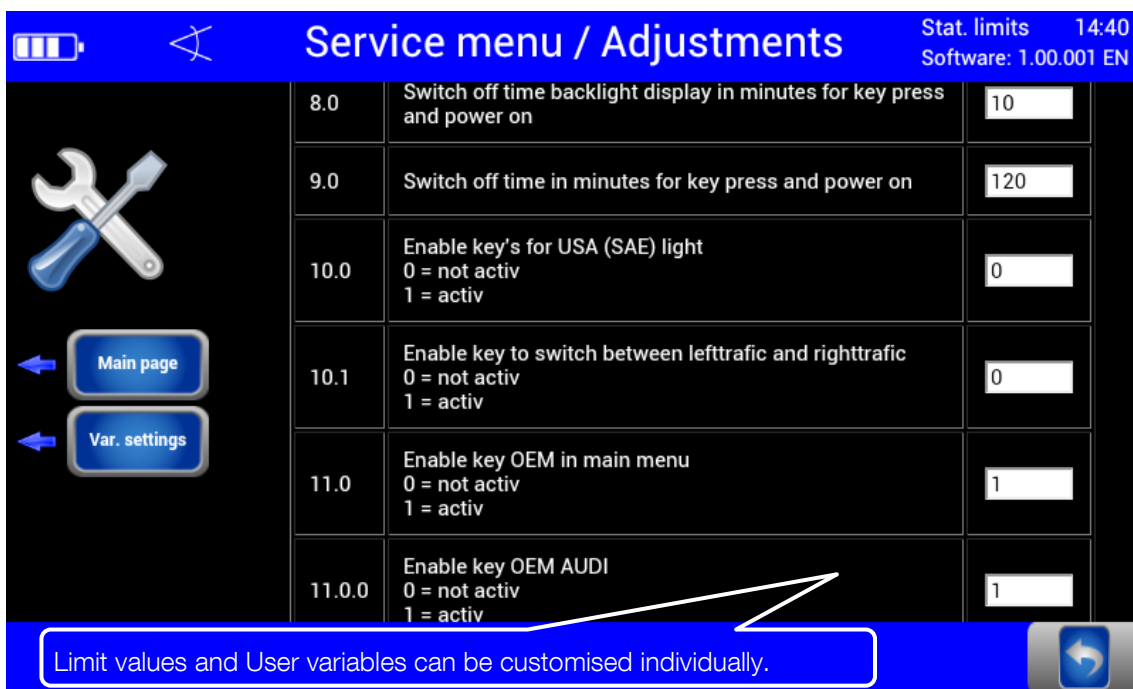 Service menu / Adjustments
Stat. limits 14:40
Software: 1.00.001 EN
8.0
Switch off time backlight display in minutes for key press
and power on
10
9.0
Switch off time in minutes for key press and power on
120
10.0
Enable key's for USA (SAE) light
0 = not activ
1 = activ
0
Main page
10.1
Enable key to switch between lefttrafic and righttrafic
0 = not activ
1 = activ
0
Var. settings
11.0
Enable key OEM in main menu
0 = not activ
1 = activ
1
11.0.0
Enable key OEM AUDI
0 = not activ
1 = activ
1
Limit values and User variables can be customised individually.